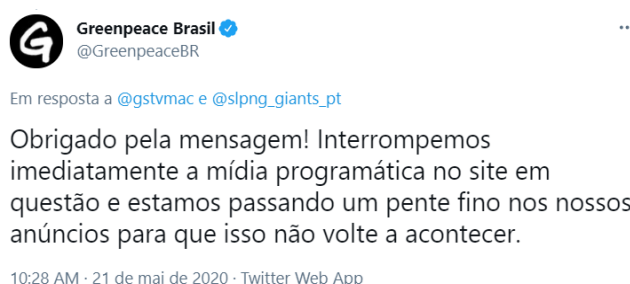 Greenpeace Brasil
@GreenpeaceBR
Em resposta a @gstvmac e @slpng_giants_pt
Obrigado pela mensagem! Interrompemos
imediatamente a mídia programática no site em
questão e estamos passando um pente fino nos nossos
anúncios para que isso não volte a acontecer.
10:28 AM · 21 de mai de 2020 · Twitter Web App